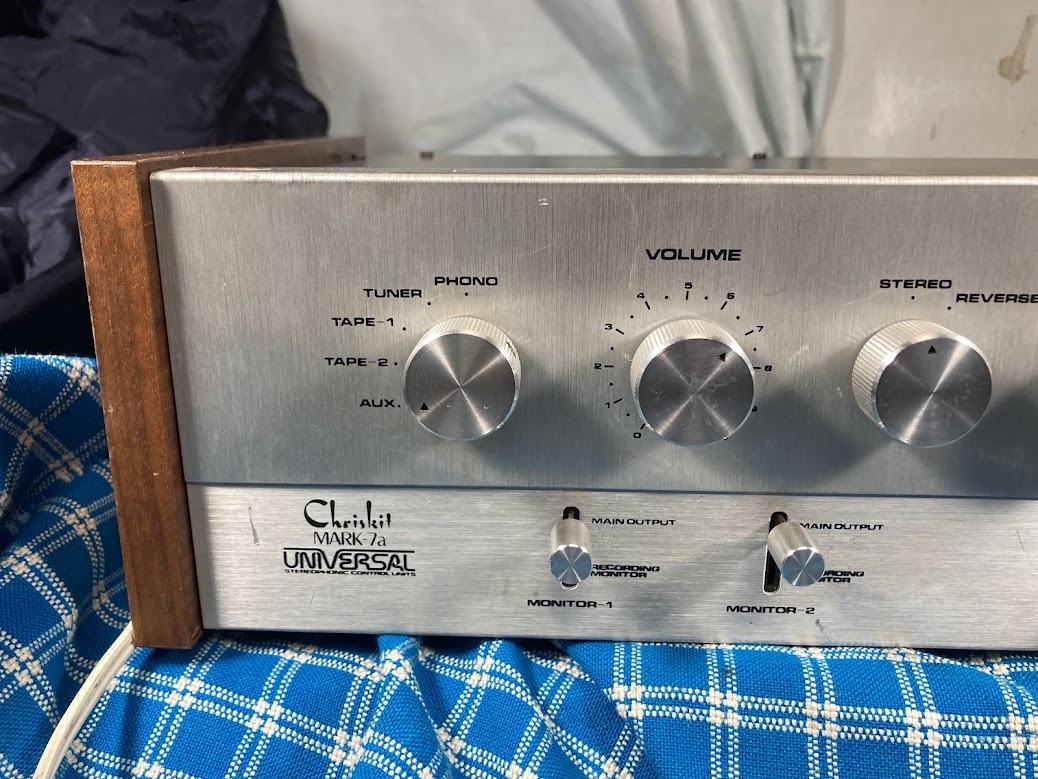 VOLUME
PHONO
TUNER
TAPE-1
TAPE-2
AUX.
0
1
2
3
4
5
6
7
8
STEREO
REVERSE
Chriskit
MARK-7a
UNIVERSAL
STEREOPHONIC CONTROL UNITS
MAIN OUTPUT
RECORDING
MONITOR
MONITOR-1
MAIN OUTPUT
MONITOR-2